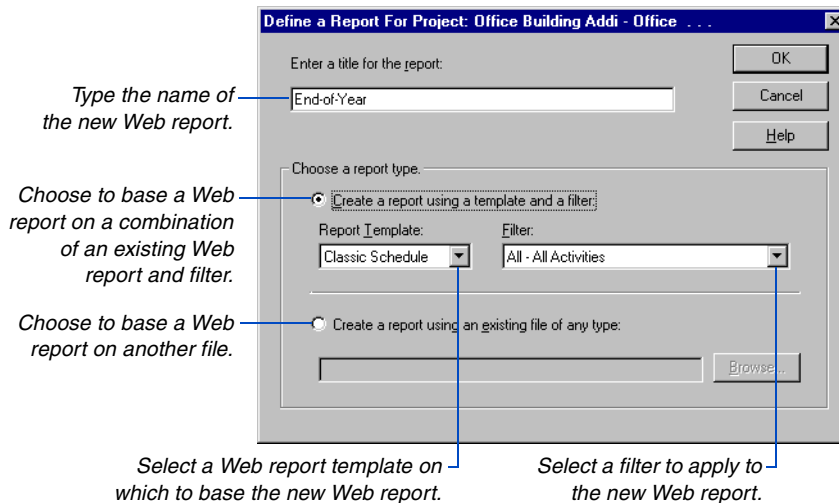 Define a Report For Project: Office Building Addi - Office . . .
Enter a title for the report:
OK
Type the name of
the new Web report.
End-of-Year
Cancel
Help
Choose a report type.
Choose to base a Web
report on a combination
of an existing Web
report and filter.
Create a report using a template and a filter:
Report Template:
Filter:
Classic Schedule
All - All Activities
Choose to base a Web
report on another file.
Create a report using an existing file of any type:
Browse...
Select a Web report template on
which to base the new Web report.
Select a filter to apply to
the new Web report.